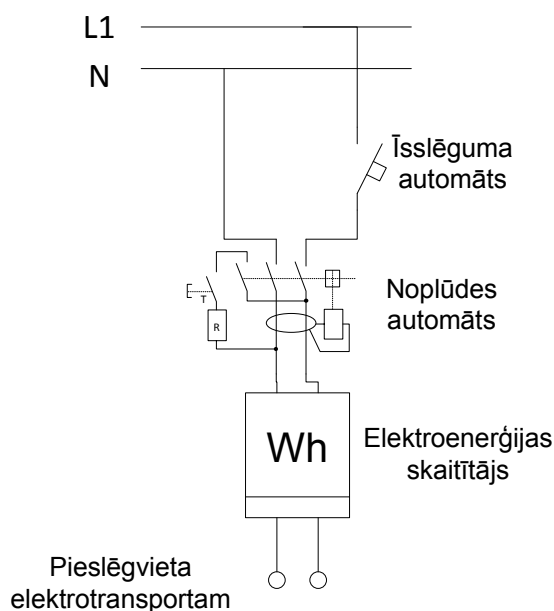 L1
N
Īsslēguma
automāts
T
R
Noplūdes
automāts
Wh
Elektroenerģijas
skaitītājs
Pieslēgvieta
elektrotransportam